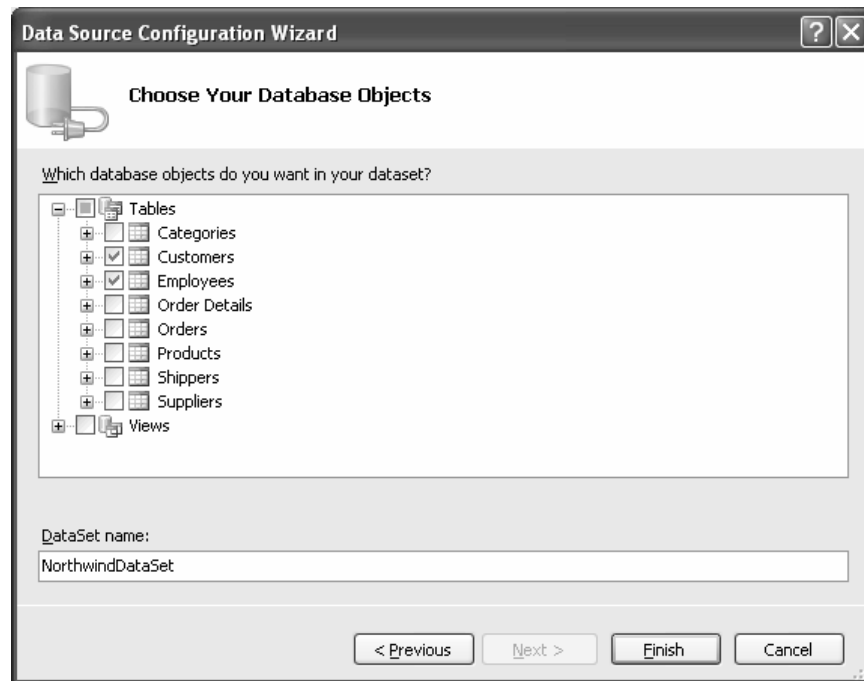 Data Source Configuration Wizard
Choose Your Database Objects
Which database objects do you want in your dataset?
Tables
Categories
Customers
Employees
Order Details
Orders
Products
Shippers
Suppliers
Views
DataSet name:
NorthwindDataSet
< Previous Next > Finish Cancel